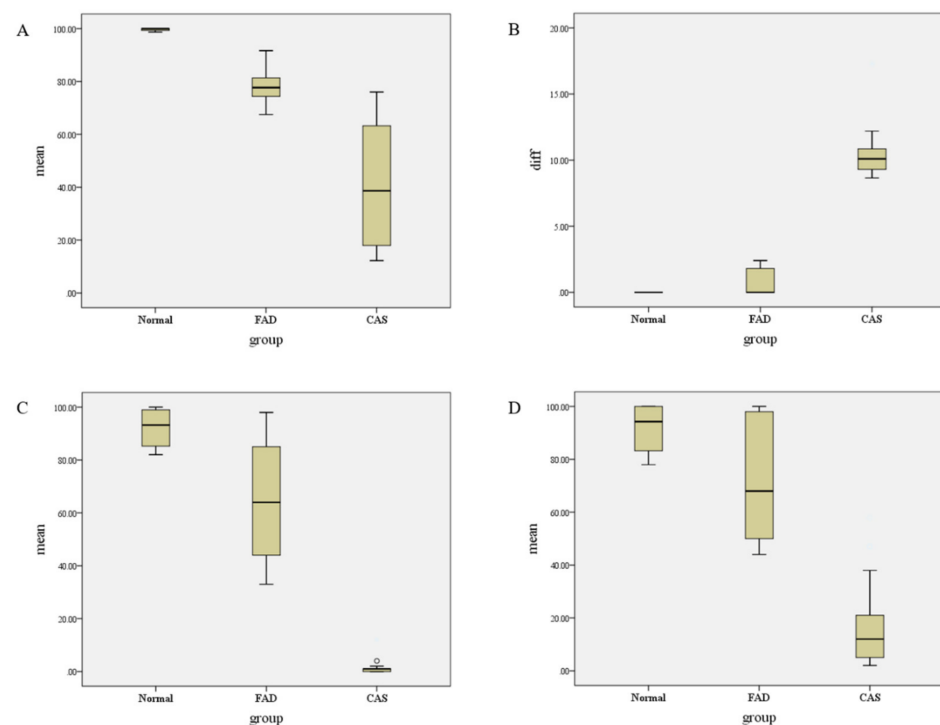 A
100.00
80.00
60.00
40.00
20.00
.00
mean
Normal FAD CAS
group
B
20.00
15.00
10.00
5.00
.00
diff
Normal FAD CAS
group
C
100.00
80.00
60.00
40.00
20.00
.00
mean
Normal FAD CAS
group
D
100.00
80.00
60.00
40.00
20.00
.00
mean
Normal FAD CAS
group